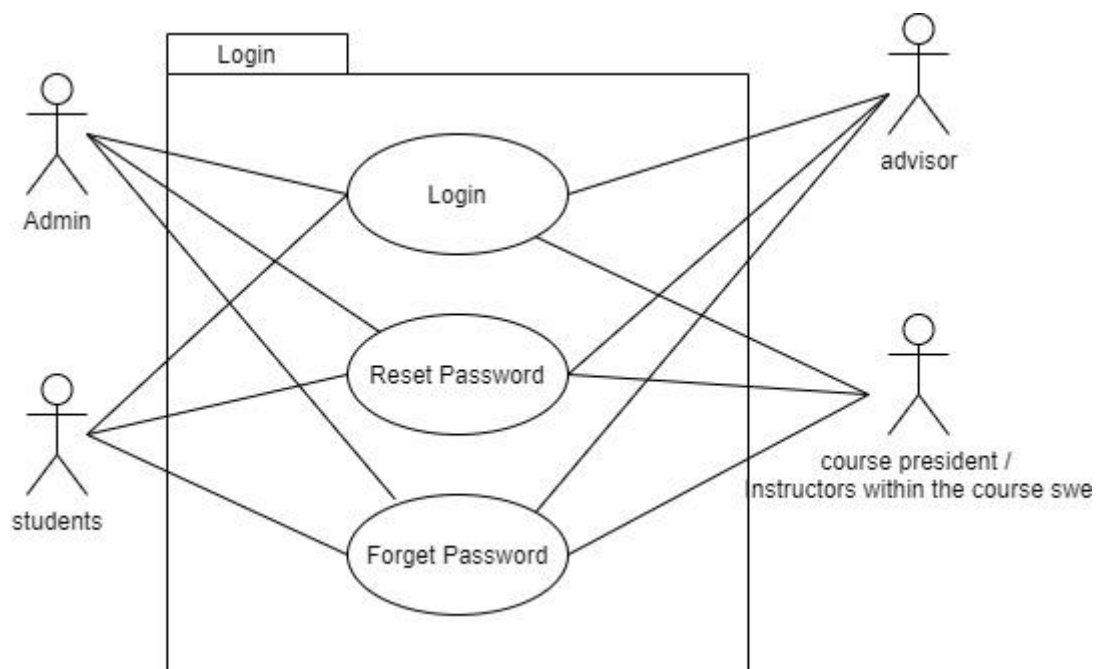 Login
Admin
advisor
Login
Reset Password
students
course president /
Instructors within the course swe
Forget Password